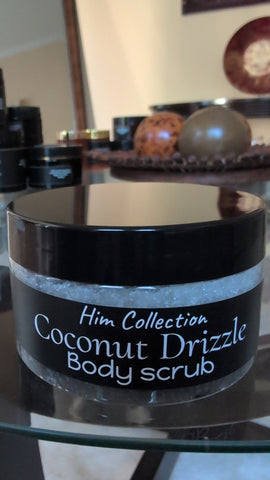 Him Collection
Coconut Drizzle
Body scrub